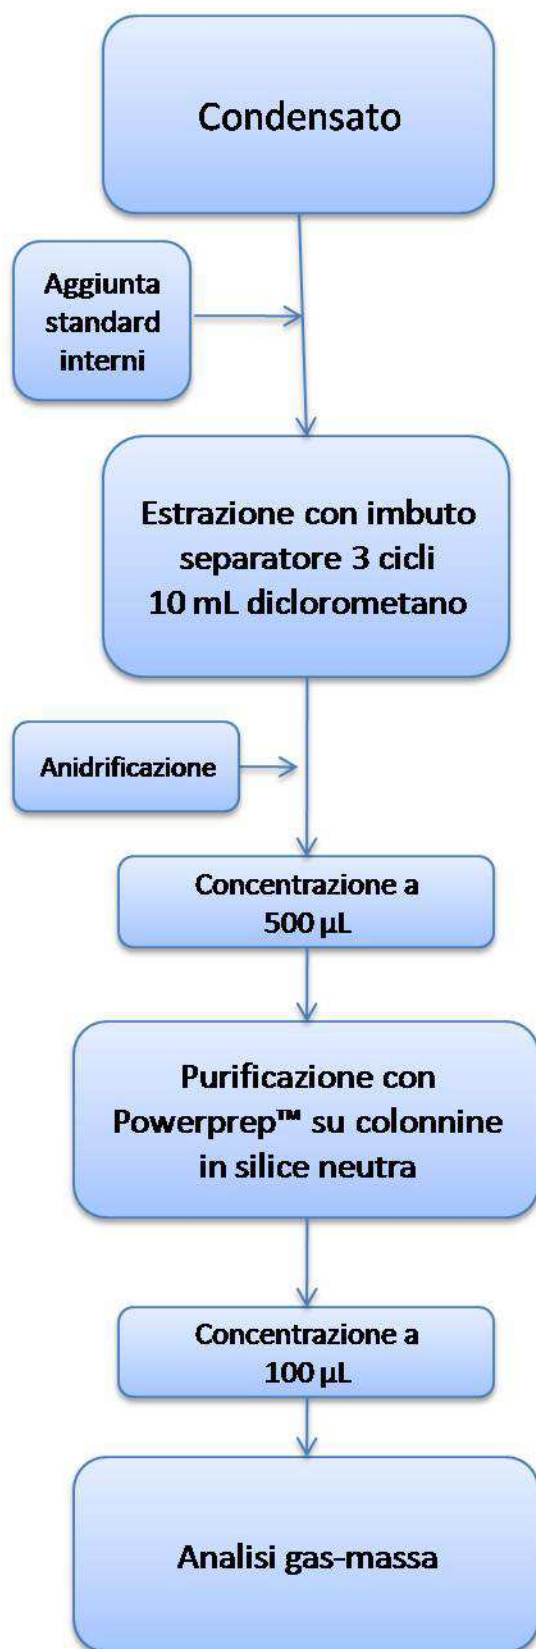 Condensato
Aggiunta
standard
interni
Estrazione con imbuto
separatore 3 cicli
10 mL diclorometano
Anidrificazione
Concentrazione a
500 µL
Purificazione con
Powerprep™ su colonnine
in silice neutra
Concentrazione a
100 µL
Analisi gas-massa